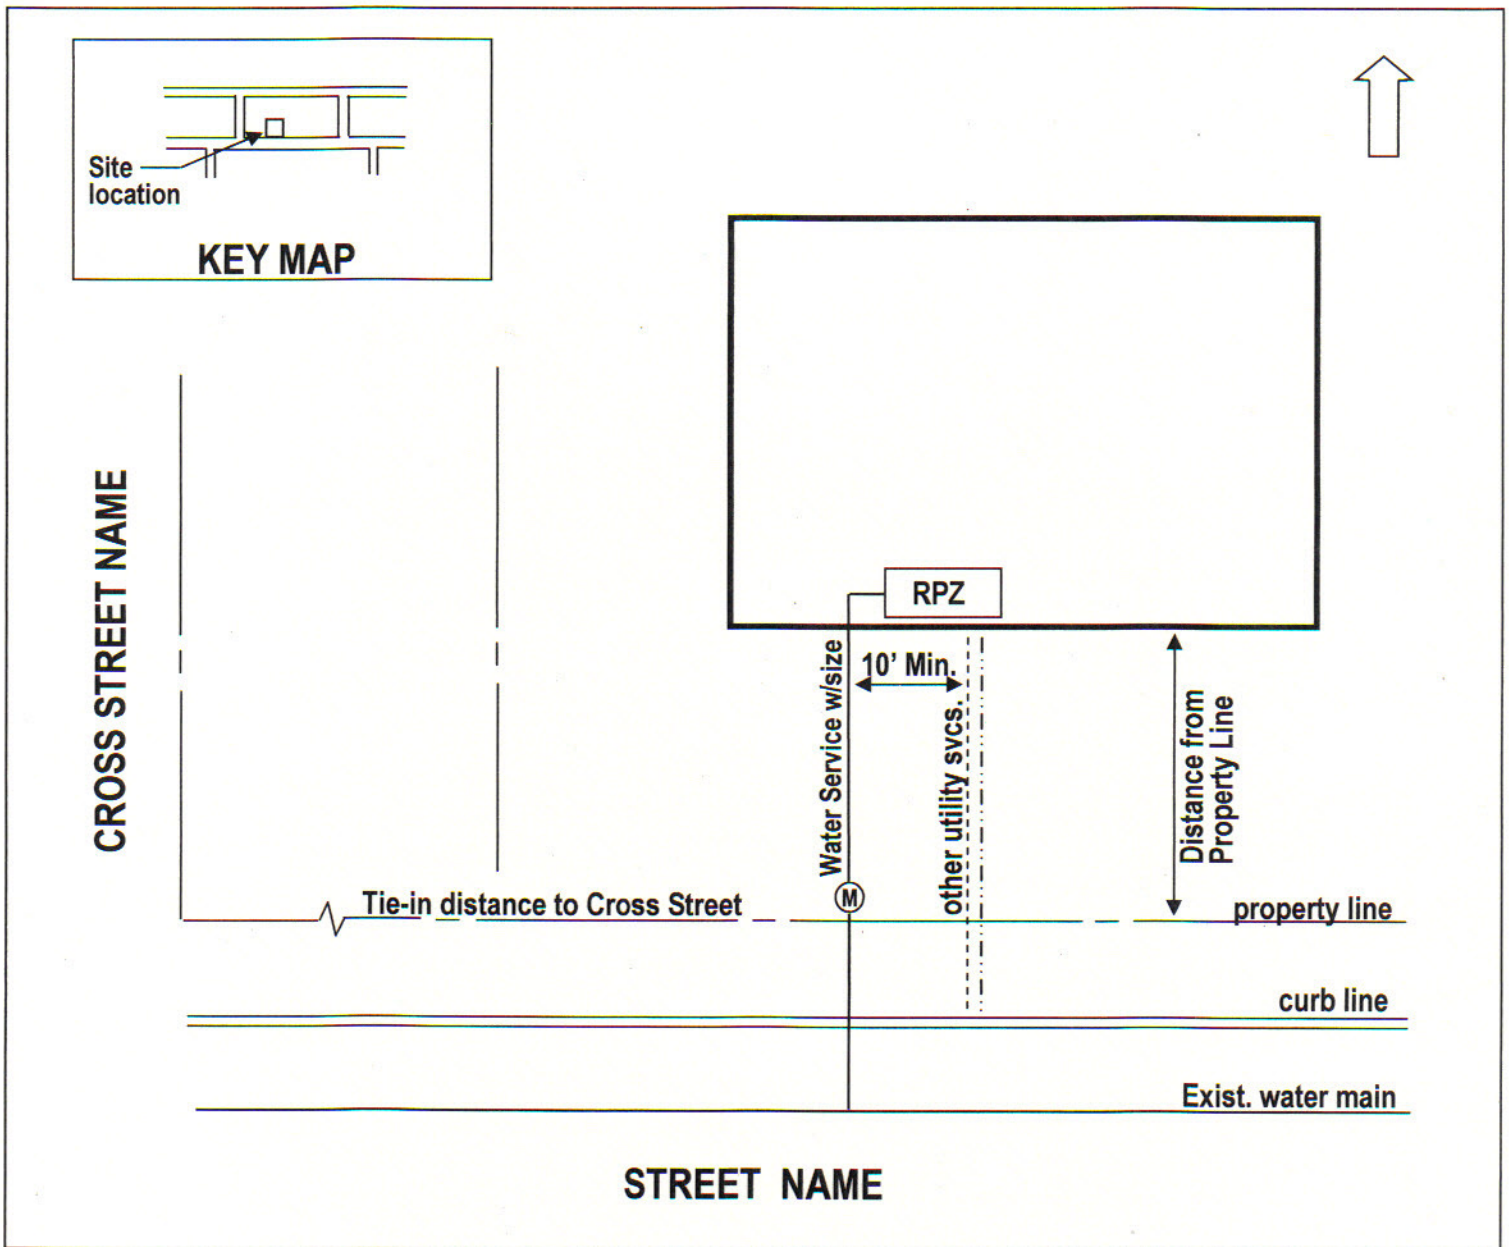 Site
location
KEY MAP
CROSS STREET NAME
RPZ
Water Service w/size
10’ Min.
other utility svcs.
Distance from
Property Line
M
Tie-in distance to Cross Street
property line
curb line
Exist. water main
STREET NAME